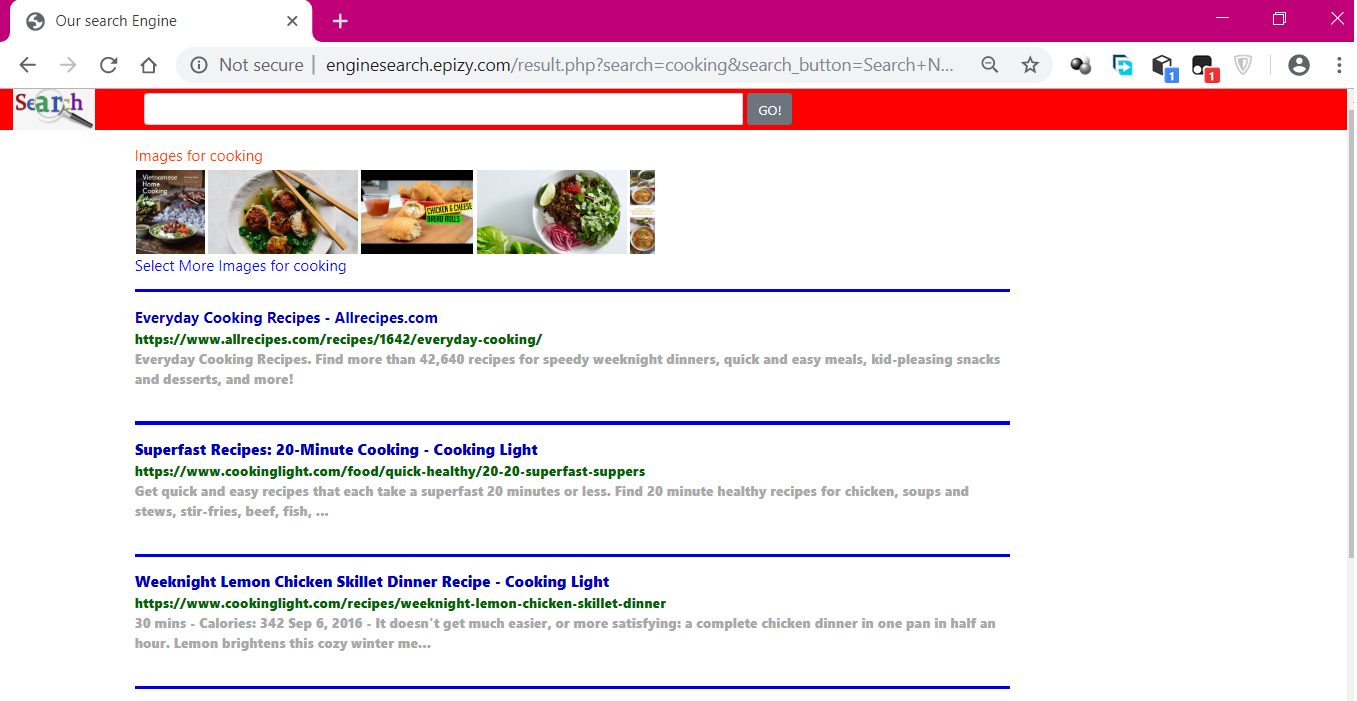 Our search Engine
Not secure | enginesearch.epizy.com/result.php?search=cooking&search_button=Search+N...
1
1
Search
GO!
Images for cooking
Vietnamese
Home
Cooking
CHICKEN & CHEESE
BREAD ROLLS
Select More Images for cooking
Everyday Cooking Recipes - Allrecipes.com
https://www.allrecipes.com/recipes/1642/everyday-cooking/
Everyday Cooking Recipes. Find more than 42,640 recipes for speedy weeknight dinners, quick and easy meals, kid-pleasing snacks
and desserts, and more!
Superfast Recipes: 20-Minute Cooking - Cooking Light
https://www.cookinglight.com/food/quick-healthy/20-20-superfast-suppers
Get quick and easy recipes that each take a superfast 20 minutes or less. Find 20 minute healthy recipes for chicken, soups and
stews, stir-fries, beef, fish, ...
Weeknight Lemon Chicken Skillet Dinner Recipe - Cooking Light
https://www.cookinglight.com/recipes/weeknight-lemon-chicken-skillet-dinner
30 mins - Calories: 342 Sep 6, 2016 - It doesn't get much easier, or more satisfying: a complete chicken dinner in one pan in half an
hour. Lemon brightens this cozy winter me...